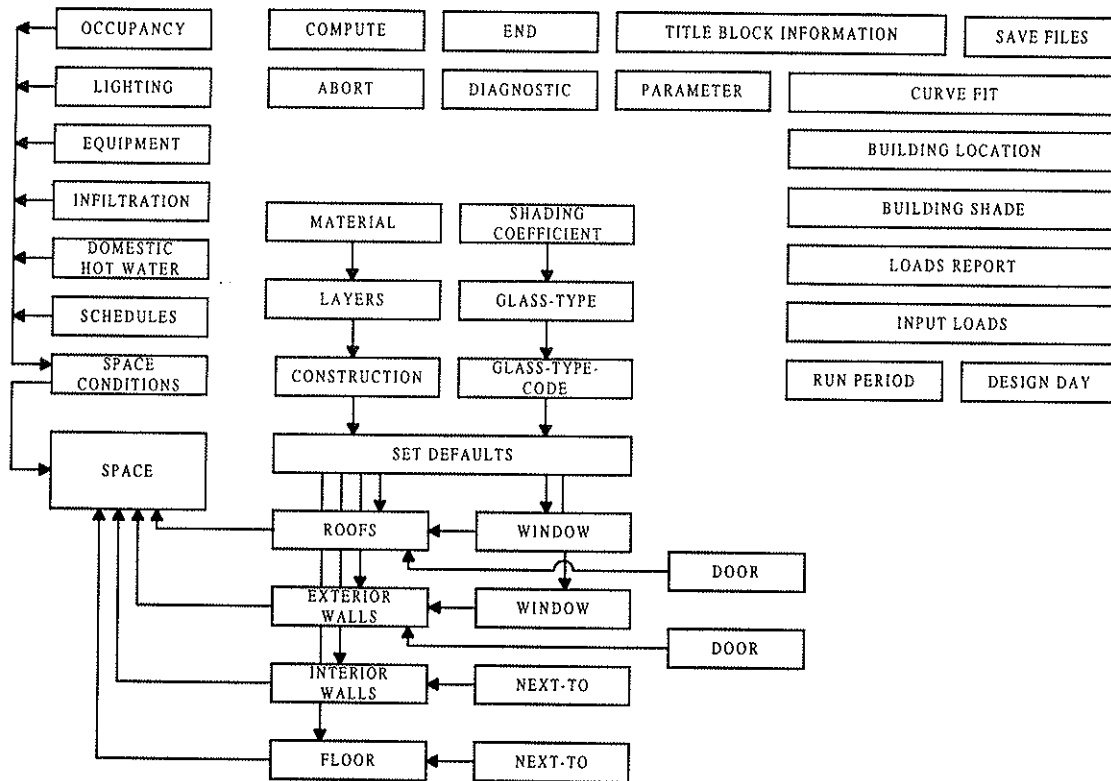 OCCUPANCY
COMPUTE
END
TITLE BLOCK INFORMATION
SAVE FILES
LIGHTING
ABORT
DIAGNOSTIC
PARAMETER
CURVE FIT
EQUIPMENT
BUILDING LOCATION
INFILTRATION
MATERIAL
SHADING
COEFFICIENT
BUILDING SHADE
DOMESTIC
HOT WATER
LOADS REPORT
SCHEDULES
LAYERS
GLASS-TYPE
INPUT LOADS
SPACE
CONDITIONS
CONSTRUCTION
GLASS-TYPE-
CODE
RUN PERIOD
DESIGN DAY
SPACE
SET DEFAULTS
ROOFS
WINDOW
DOOR
EXTERIOR
WALLS
WINDOW
DOOR
INTERIOR
WALLS
NEXT-TO
FLOOR
NEXT-TO